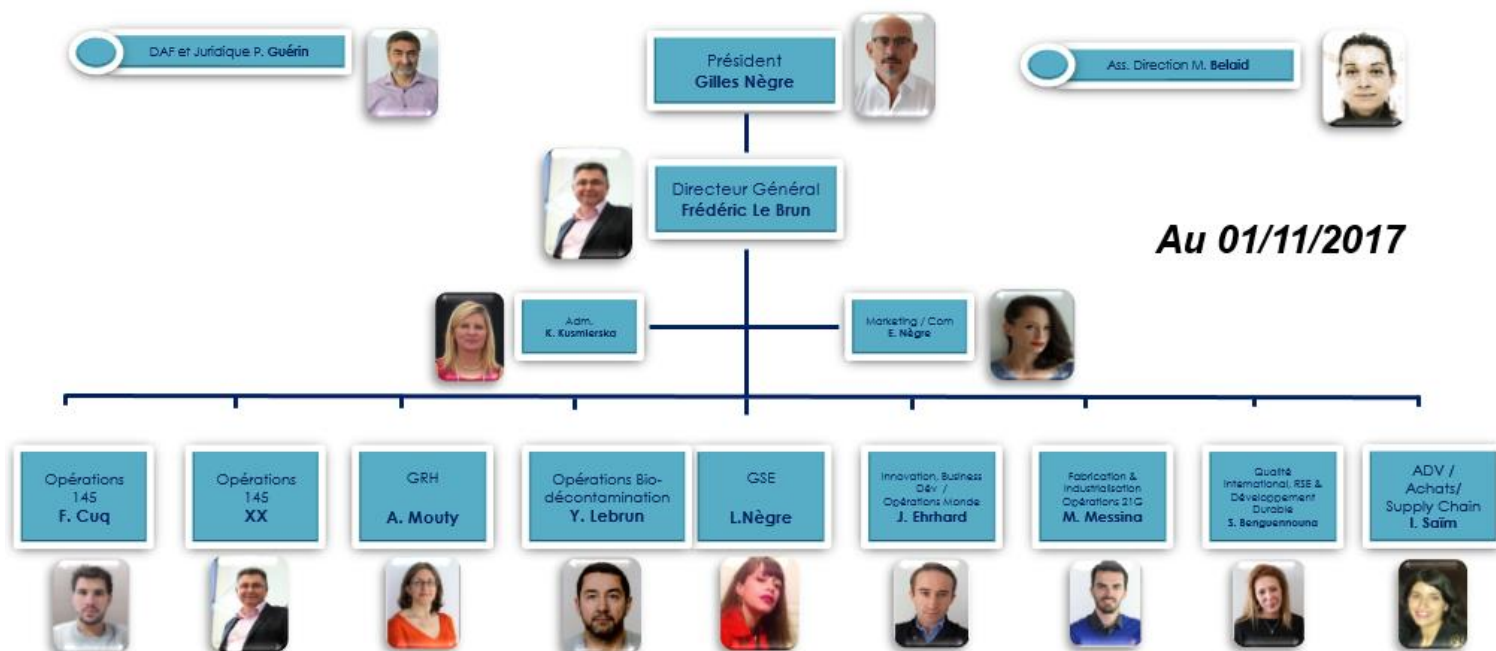 DAF et Juridique P. Guérin
Président
Gilles Nègre
Ass. Direction M. Belaid
Directeur Général
Frédéric Le Brun
Au 01/11/2017
Adm.
K. Kusmierska
Marketing / Com
E. Nègre
Opérations
145
F. Cuq
Opérations
145
XX
GRH
A. Mouty
Opérations Bio-
décontamination
Y. Lebrun
GSE
L.Nègre
Innovation, Business
Dév /
Opérations Monde
J. Ehrhard
Fabrication &
Industrialisation
Opérations 21G
M. Messina
Qualité
International, RSE &
Développement
Durable
S. Benguennouna
ADV /
Achats/
Supply Chain
I. Saïm